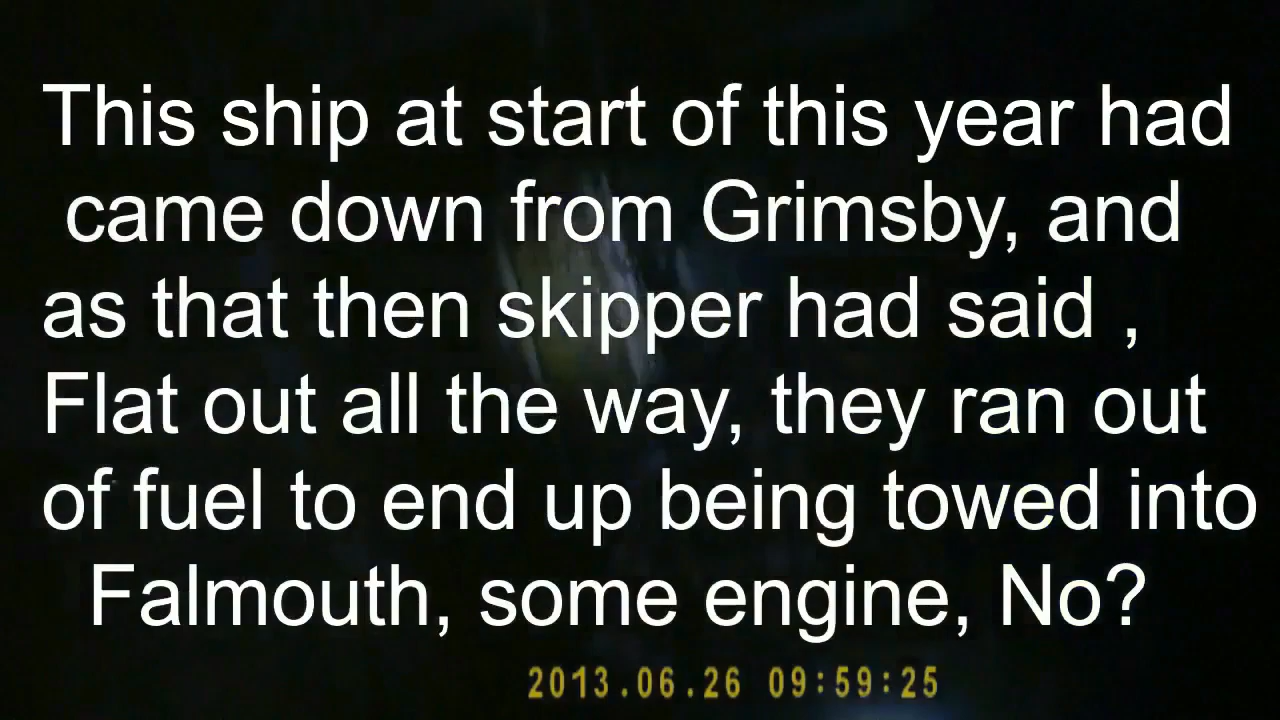 This ship at start of this year had
came down from Grimsby, and
as that then skipper had said ,
Flat out all the way, they ran out
of fuel to end up being towed into
Falmouth, some engine, No?
2013.06.26 09:59:25